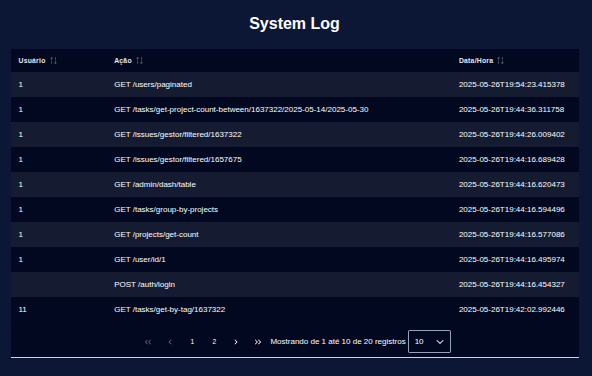 System Log
Usuário Ação Data/Hora
1 GET /users/paginated 2025-05-26T19:54:23.415378
1 GET /tasks/get-project-count-between/1637322/2025-05-14/2025-05-30 2025-05-26T19:44:36.311758
1 GET /issues/gestor/filtered/1637322 2025-05-26T19:44:26.009402
1 GET /issues/gestor/filtered/1657675 2025-05-26T19:44:16.689428
1 GET /admin/dash/table 2025-05-26T19:44:16.620473
1 GET /tasks/group-by-projects 2025-05-26T19:44:16.594496
1 GET /projects/get-count 2025-05-26T19:44:16.577086
1 GET /user/id/1 2025-05-26T19:44:16.495974
POST /auth/login 2025-05-26T19:44:16.454327
11 GET /tasks/get-by-tag/1637322 2025-05-26T19:42:02.992446
« ‹ 1 2 › » Mostrando de 1 até 10 de 20 registros 10